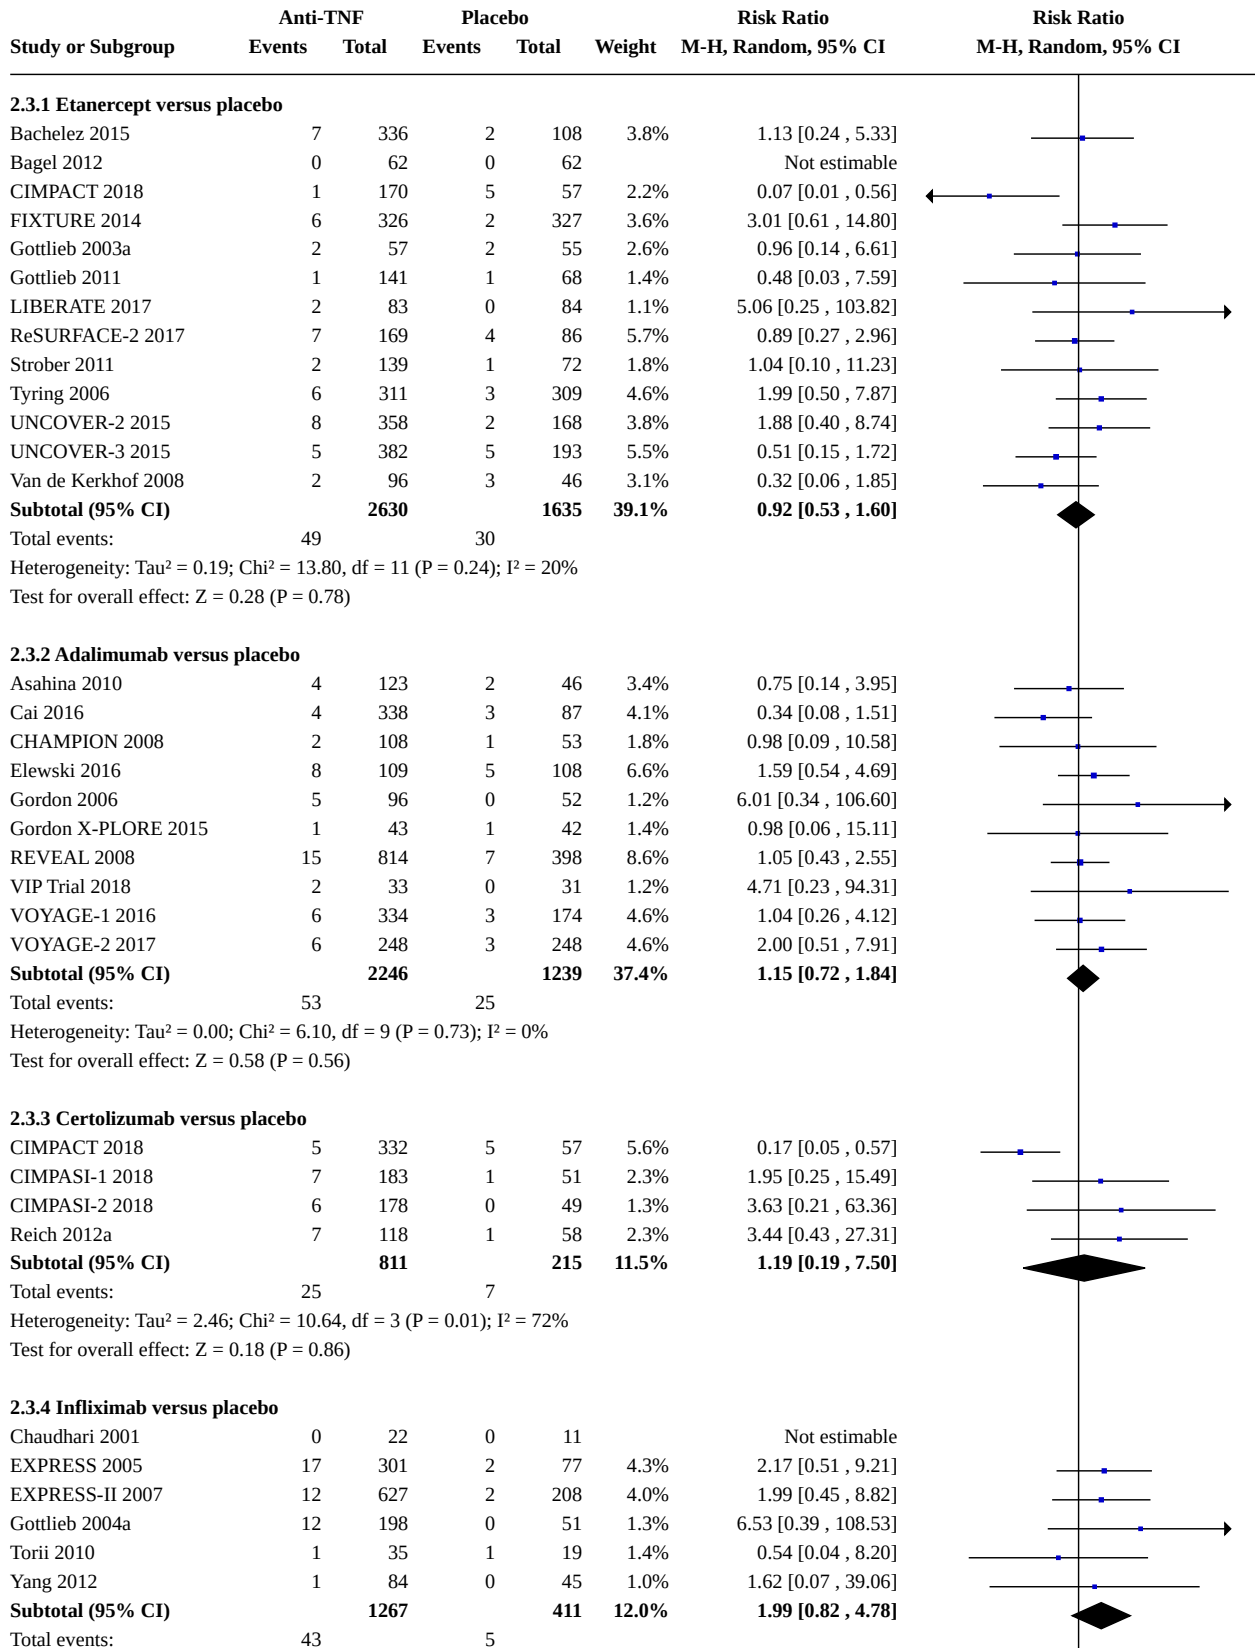 Anti-TNF Placebo Risk Ratio Risk Ratio
Study or Subgroup Events Total Events Total Weight M-H, Random, 95% CI M-H, Random, 95% CI
2.3.1 Etanercept versus placebo
Bachelez 2015 7 336 2 108 3.8% 1.13 [0.24 , 5.33]
Bagel 2012 0 62 0 62 Not estimable
CIMPACT 2018 1 170 5 57 2.2% 0.07 [0.01 , 0.56]
FIXTURE 2014 6 326 2 327 3.6% 3.01 [0.61 , 14.80]
Gottlieb 2003a 2 57 2 55 2.6% 0.96 [0.14 , 6.61]
Gottlieb 2011 1 141 1 68 1.4% 0.48 [0.03 , 7.59]
LIBERATE 2017 2 83 0 84 1.1% 5.06 [0.25 , 103.82]
ReSURFACE-2 2017 7 169 4 86 5.7% 0.89 [0.27 , 2.96]
Strober 2011 2 139 1 72 1.8% 1.04 [0.10 , 11.23]
Tyring 2006 6 311 3 309 4.6% 1.99 [0.50 , 7.87]
UNCOVER-2 2015 8 358 2 168 3.8% 1.88 [0.40 , 8.74]
UNCOVER-3 2015 5 382 5 193 5.5% 0.51 [0.15 , 1.72]
Van de Kerkhof 2008 2 96 3 46 3.1% 0.32 [0.06 , 1.85]
Subtotal (95% CI) 2630 1635 39.1% 0.92 [0.53 , 1.60]
Total events: 49 30
Heterogeneity: Tau² = 0.19; Chi² = 13.80, df = 11 (P = 0.24); I² = 20%
Test for overall effect: Z = 0.28 (P = 0.78)
2.3.2 Adalimumab versus placebo
Asahina 2010 4 123 2 46 3.4% 0.75 [0.14 , 3.95]
Cai 2016 4 338 3 87 4.1% 0.34 [0.08 , 1.51]
CHAMPION 2008 2 108 1 53 1.8% 0.98 [0.09 , 10.58]
Elewski 2016 8 109 5 108 6.6% 1.59 [0.54 , 4.69]
Gordon 2006 5 96 0 52 1.2% 6.01 [0.34 , 106.60]
Gordon X-PLORE 2015 1 43 1 42 1.4% 0.98 [0.06 , 15.11]
REVEAL 2008 15 814 7 398 8.6% 1.05 [0.43 , 2.55]
VIP Trial 2018 2 33 0 31 1.2% 4.71 [0.23 , 94.31]
VOYAGE-1 2016 6 334 3 174 4.6% 1.04 [0.26 , 4.12]
VOYAGE-2 2017 6 248 3 248 4.6% 2.00 [0.51 , 7.91]
Subtotal (95% CI) 2246 1239 37.4% 1.15 [0.72 , 1.84]
Total events: 53 25
Heterogeneity: Tau² = 0.00; Chi² = 6.10, df = 9 (P = 0.73); I² = 0%
Test for overall effect: Z = 0.58 (P = 0.56)
2.3.3 Certolizumab versus placebo
CIMPACT 2018 5 332 5 57 5.6% 0.17 [0.05 , 0.57]
CIMPASI-1 2018 7 183 1 51 2.3% 1.95 [0.25 , 15.49]
CIMPASI-2 2018 6 178 0 49 1.3% 3.63 [0.21 , 63.36]
Reich 2012a 7 118 1 58 2.3% 3.44 [0.43 , 27.31]
Subtotal (95% CI) 811 215 11.5% 1.19 [0.19 , 7.50]
Total events: 25 7
Heterogeneity: Tau² = 2.46; Chi² = 10.64, df = 3 (P = 0.01); I² = 72%
Test for overall effect: Z = 0.18 (P = 0.86)
2.3.4 Infliximab versus placebo
Chaudhari 2001 0 22 0 11 Not estimable
EXPRESS 2005 17 301 2 77 4.3% 2.17 [0.51 , 9.21]
EXPRESS-II 2007 12 627 2 208 4.0% 1.99 [0.45 , 8.82]
Gottlieb 2004a 12 198 0 51 1.3% 6.53 [0.39 , 108.53]
Torii 2010 1 35 1 19 1.4% 0.54 [0.04 , 8.20]
Yang 2012 1 84 0 45 1.0% 1.62 [0.07 , 39.06]
Subtotal (95% CI) 1267 411 12.0% 1.99 [0.82 , 4.78]
Total events: 43 5